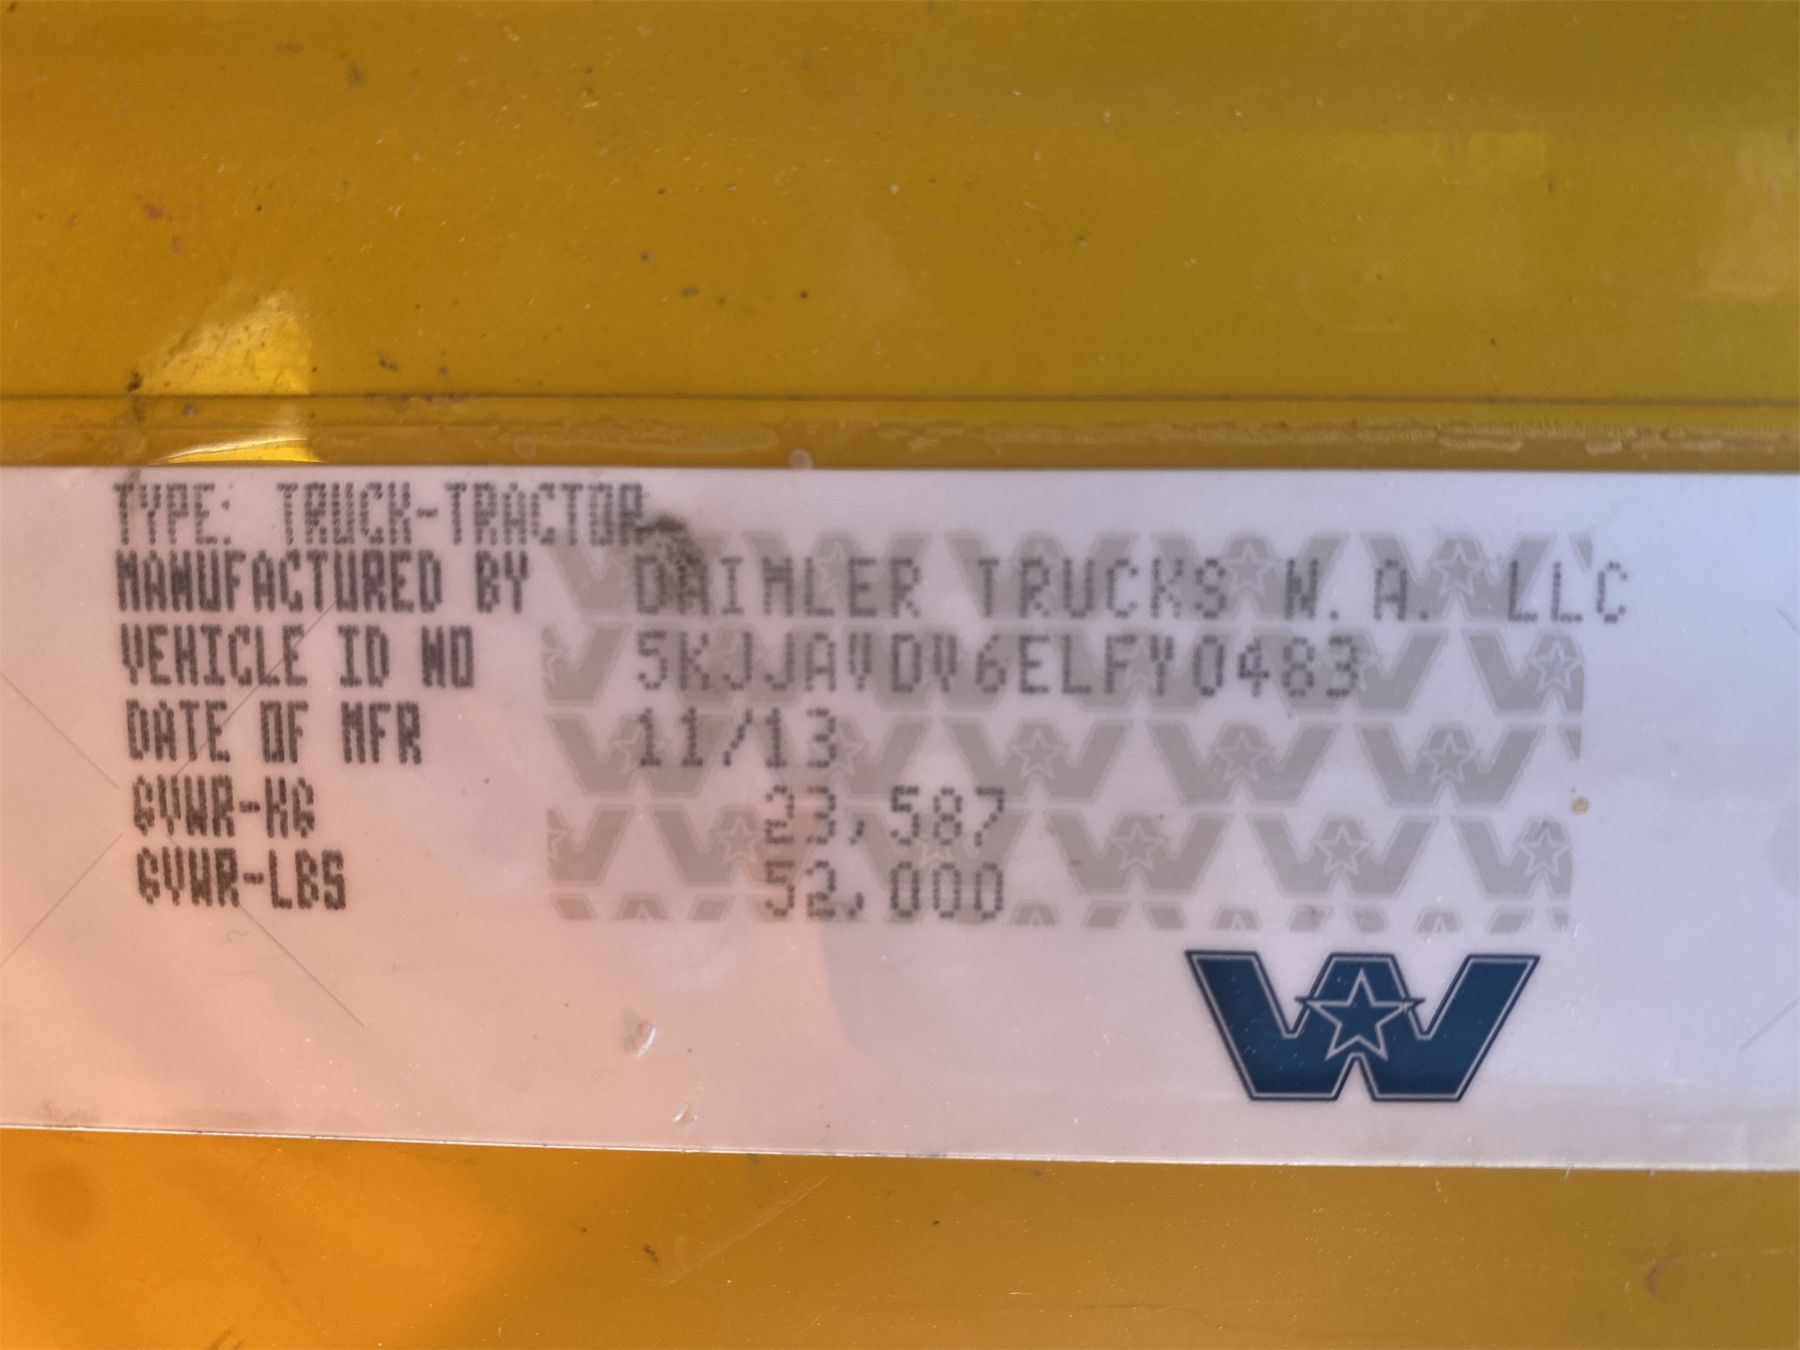 TYPE: TRUCK-TRACTOR
MANUFACTURED BY DAIMLER TRUCKS N.A. LLC
VEHICLE ID NO 5KJJAVDV6ELFY0483
DATE OF MFR 11/13
GVWR-KG 23,587
GVWR-LBS 52,000